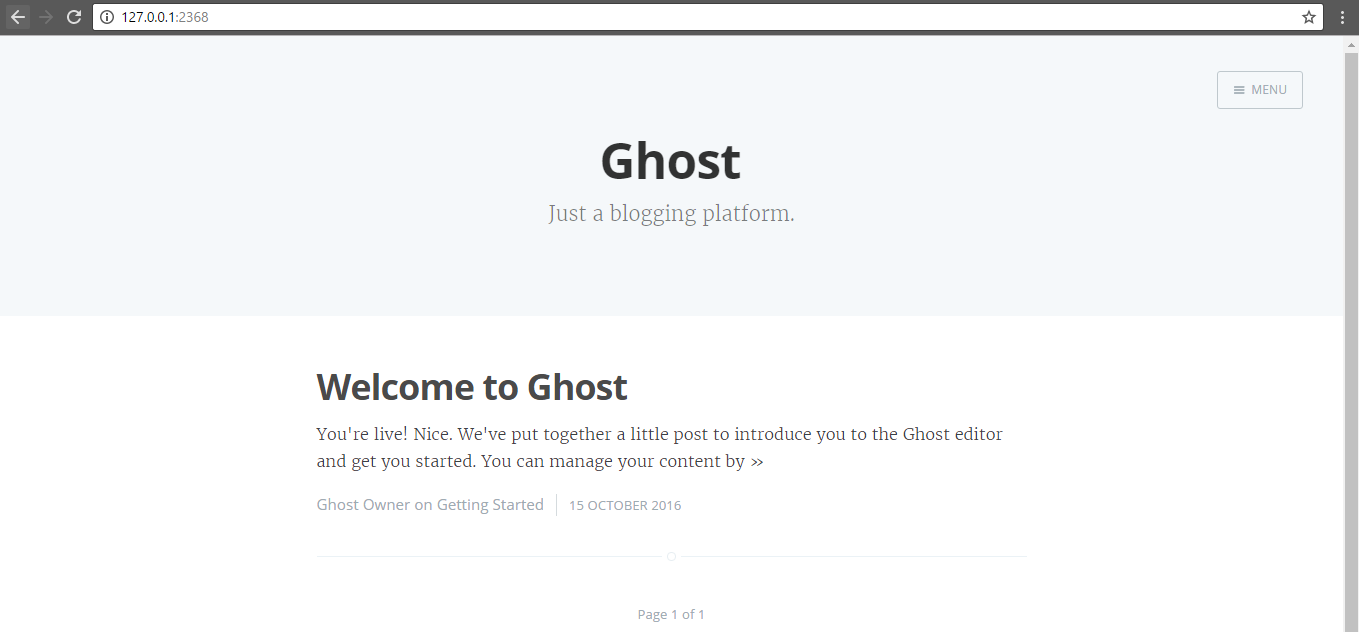 127.0.0.1:2368
MENU
Ghost
Just a blogging platform.
Welcome to Ghost
You're live! Nice. We've put together a little post to introduce you to the Ghost editor
and get you started. You can manage your content by »
Ghost Owner on Getting Started 15 OCTOBER 2016
Page 1 of 1